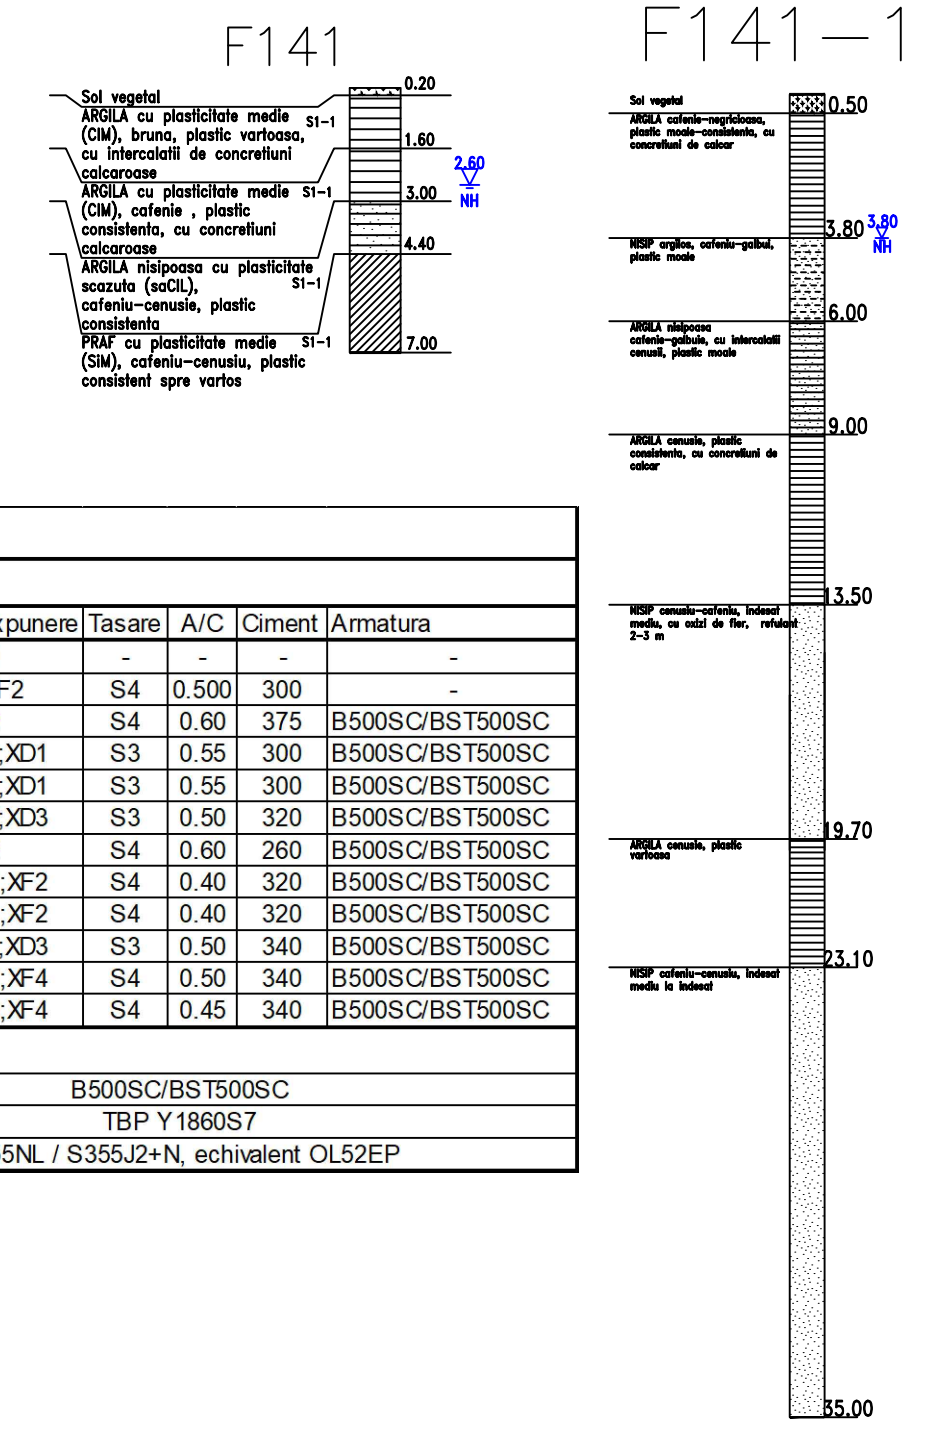 F141
Sol vegetal
0.20
ARGILA cu plasticitate medie
(CIM), bruna, plastic vartoasa,
cu intercalatii de concretiuni
calcaroase
S1-1
1.60
ARGILA cu plasticitate medie
(CIM), cafenie , plastic
consistenta, cu concretiuni
calcaroase
S1-1
3.00
2.60
NH
ARGILA nisipoasa cu plasticitate
scazuta (saCIL),
cafeniu-cenusie, plastic
consistenta
S1-1
4.40
PRAF cu plasticitate medie
(SiM), cafeniu-cenusiu, plastic
consistent spre vartos
S1-1
7.00
F141-1
Sol vegetal
0.50
ARGILA cafenie-negricioasa,
plastic moale-consistenta, cu
concretiuni de calcar
3.80
3.80
NH
NISIP argilos, cafeniu-galbui,
plastic moale
6.00
ARGILA nisipoasa
cafenie-galbuie, cu intercalatii
cenusii, plastic moale
9.00
ARGILA cenusie, plastic
consistenta, cu concretiuni de
calcar
13.50
NISIP cenusiu-cafeniu, indesat
mediu, cu oxizi de fier, refulant
2-3 m
19.70
ARGILA cenusie, plastic
vartoasa
23.10
NISIP cafeniu-cenusiu, indesat
mediu la indesat
35.00
xpunere Tasare A/C Ciment Armatura
- - - -
F2 S4 0.500 300 -
S4 0.60 375 B500SC/BST500SC
;XD1 S3 0.55 300 B500SC/BST500SC
;XD1 S3 0.55 300 B500SC/BST500SC
;XD3 S3 0.50 320 B500SC/BST500SC
S4 0.60 260 B500SC/BST500SC
;XF2 S4 0.40 320 B500SC/BST500SC
;XF2 S4 0.40 320 B500SC/BST500SC
;XD3 S3 0.50 340 B500SC/BST500SC
;XF4 S4 0.50 340 B500SC/BST500SC
;XF4 S4 0.45 340 B500SC/BST500SC
B500SC/BST500SC
TBP Y1860S7
5NL / S355J2+N, echivalent OL52EP